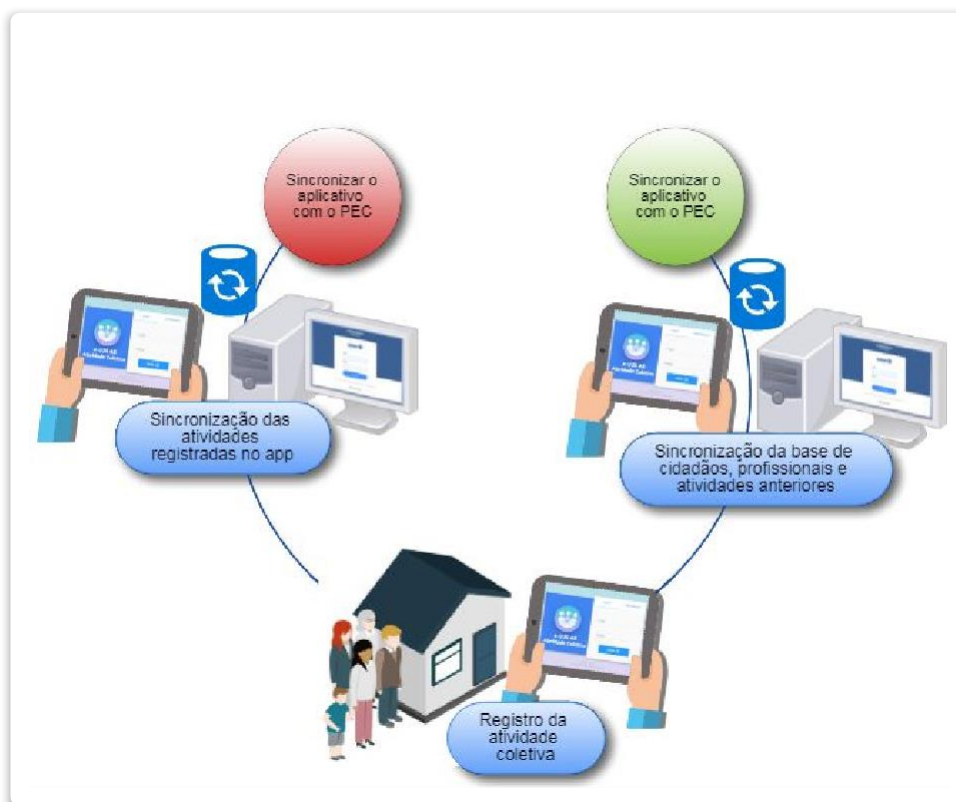 Sincronizar o
aplicativo
com o PEC
Sincronizar o
aplicativo
com o PEC
Sincronização das
atividades
registradas no app
Sincronização da base de
cidadãos, profissionais e
atividades anteriores
Registro da
atividade
coletiva